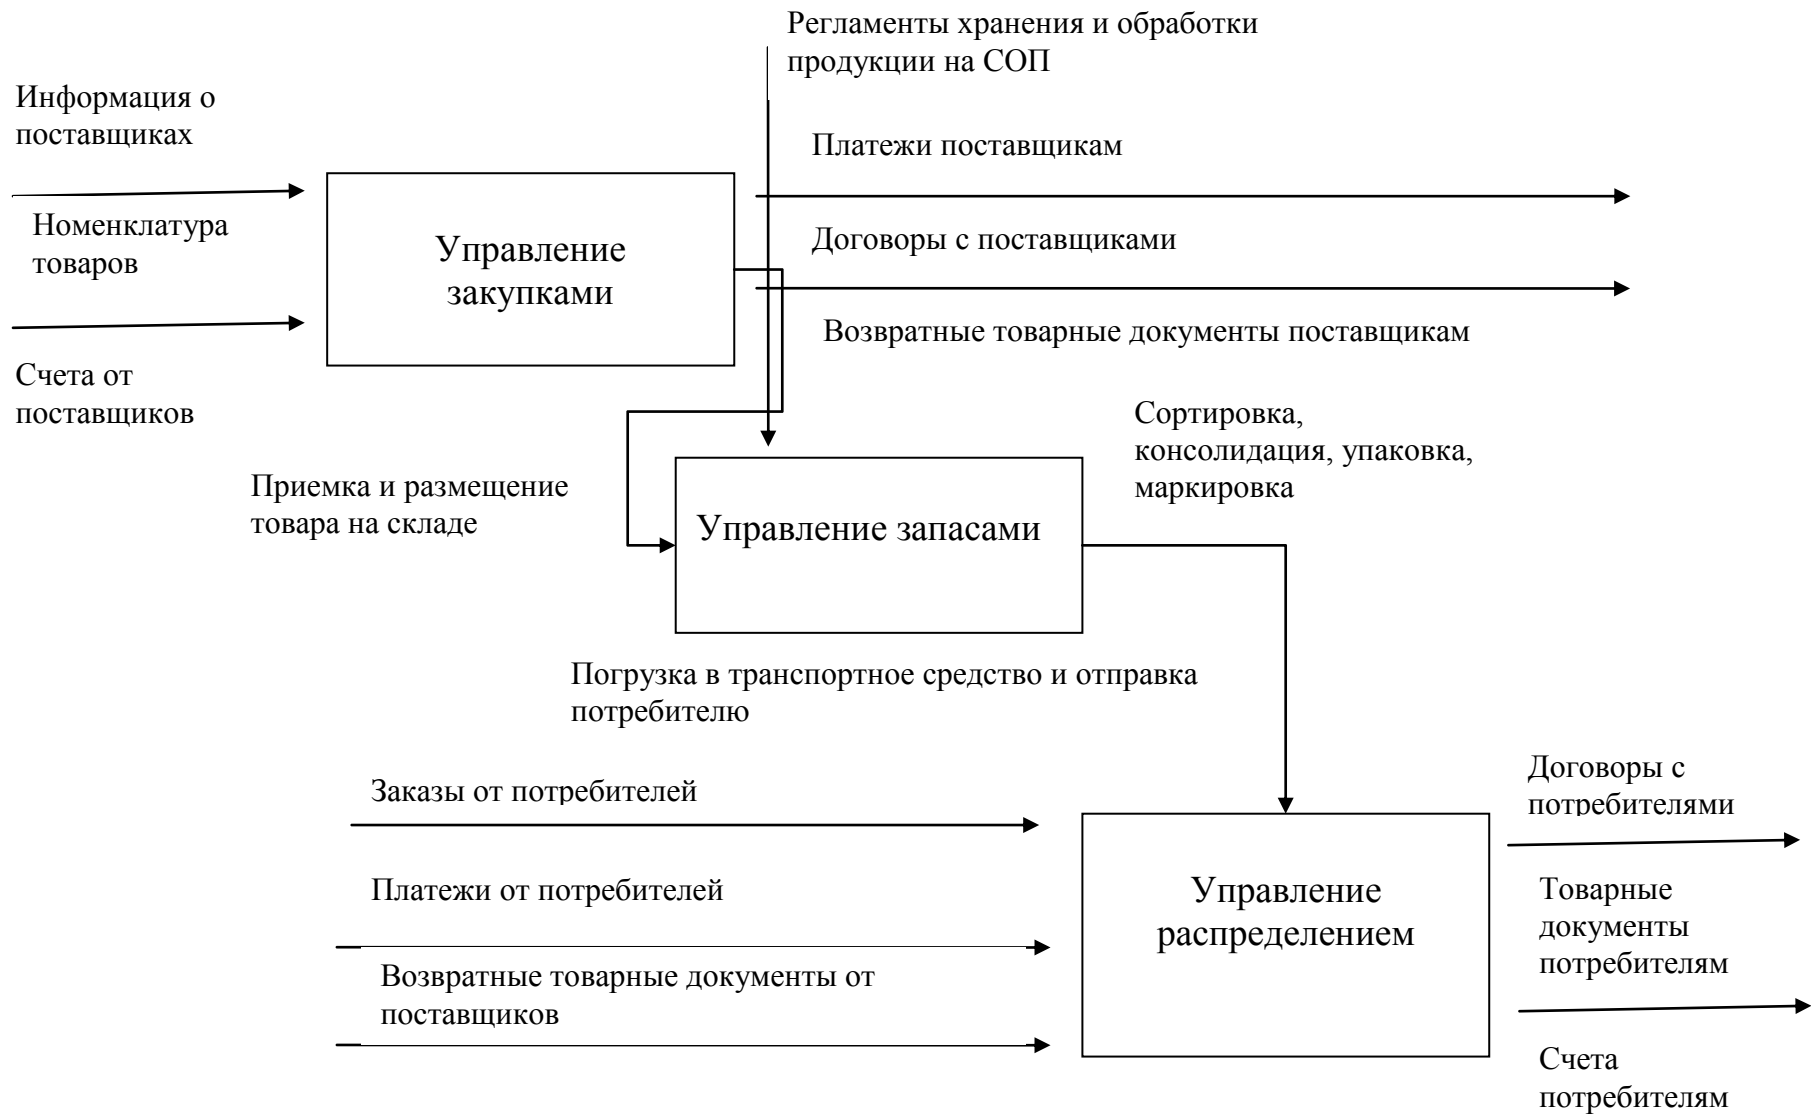 Регламенты хранения и обработки
продукции на СОП
Информация о
поставщиках
Платежи поставщикам
Номенклатура
товаров
Управление
закупками
Договоры с поставщиками
Возвратные товарные документы поставщикам
Счета от
поставщиков
Сортировка,
консолидация, упаковка,
маркировка
Приемка и размещение
товара на складе
Управление запасами
Погрузка в транспортное средство и отправка
потребителю
Заказы от потребителей
Договоры с
потребителями
Платежи от потребителей
Управление
распределением
Товарные
документы
потребителям
Возвратные товарные документы от
поставщиков
Счета
потребителям